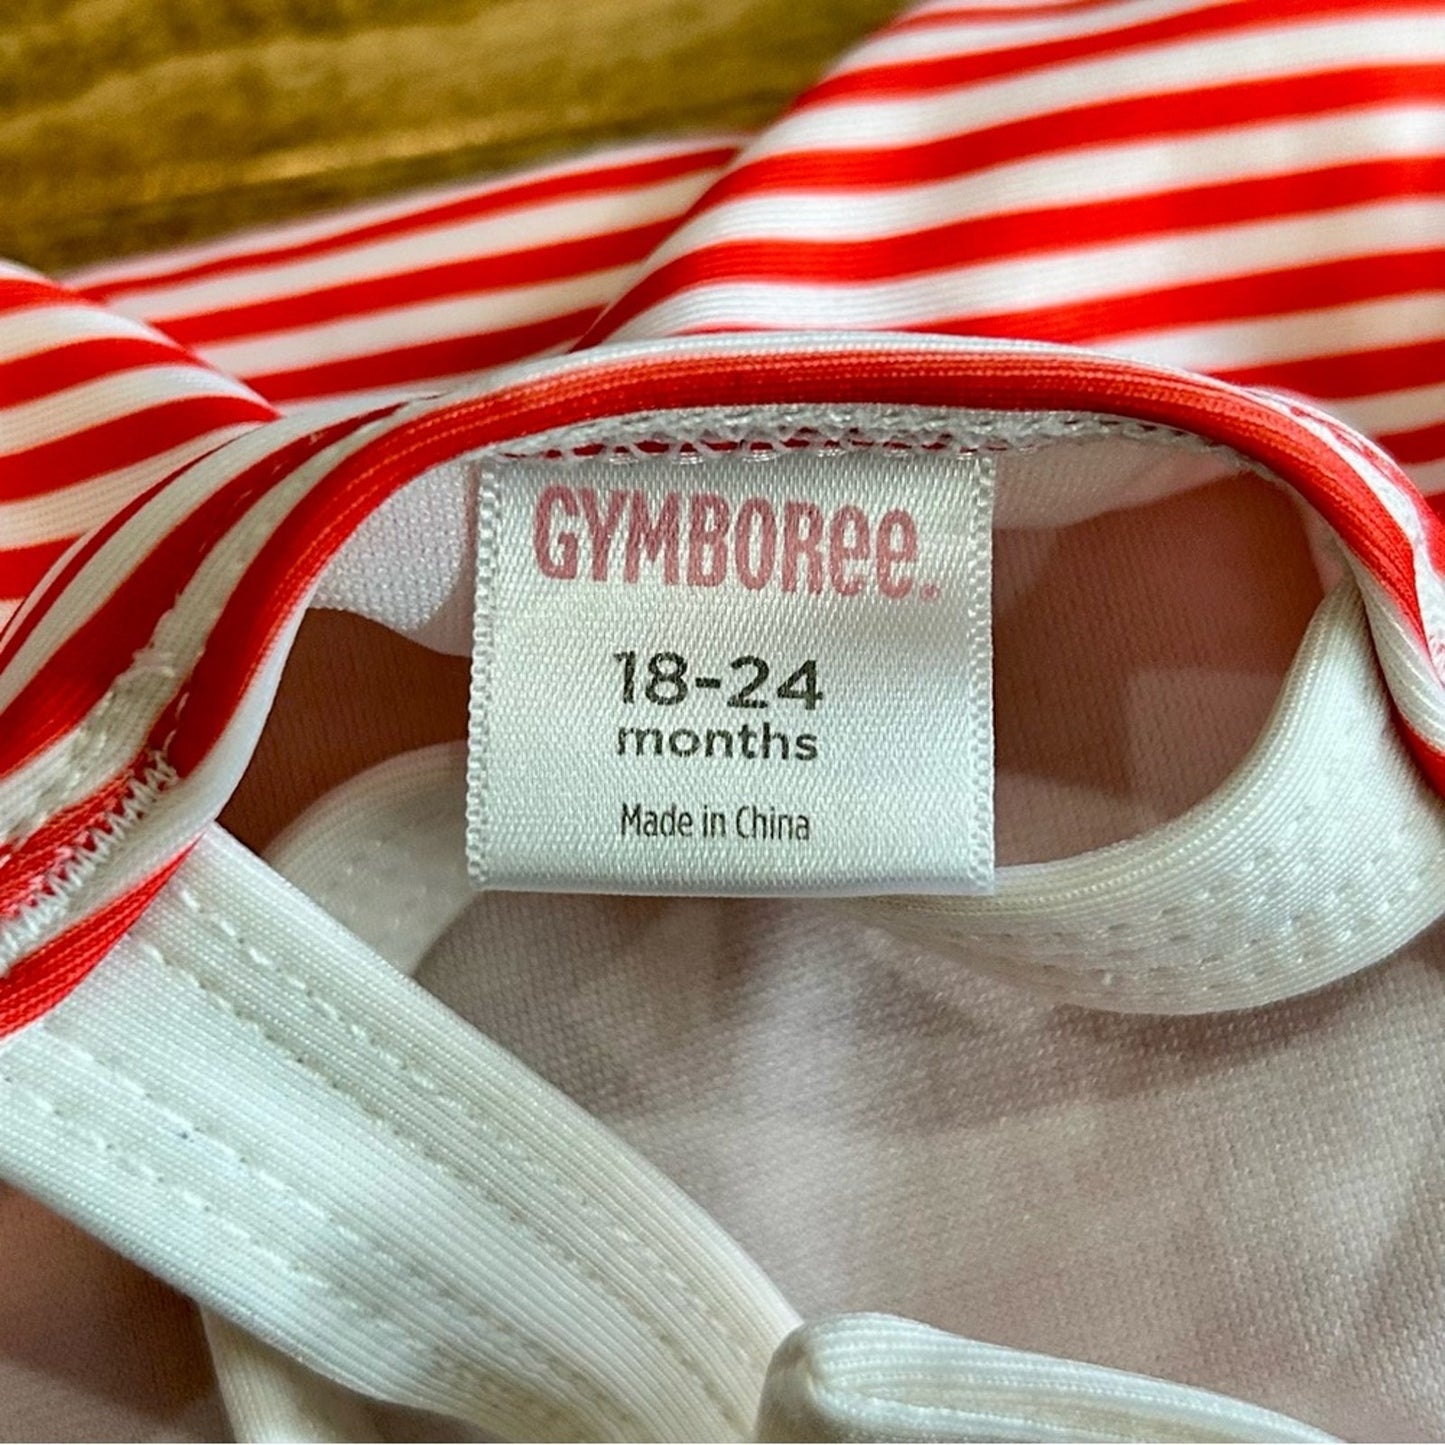 GYMBORee
18-24
months
Made in China